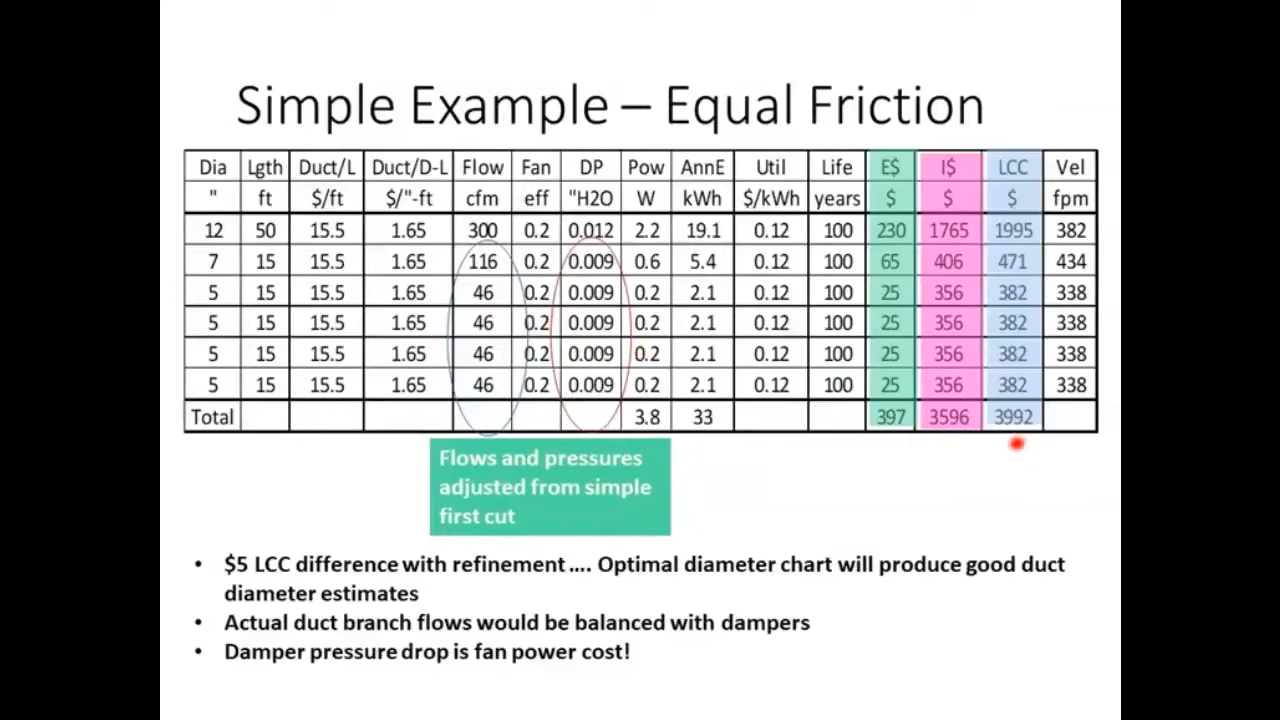 Simple Example – Equal Friction
Dia Lgth Duct/L Duct/D-L Flow Fan DP Pow AnnE Util Life E$ I$ LCC Vel
" ft $/ft $/"-ft cfm eff "H2O W kWh $/kWh years $ $ $ fpm
12 50 15.5 1.65 300 0.2 0.012 2.2 19.1 0.12 100 230 1765 1995 382
7 15 15.5 1.65 116 0.2 0.009 0.6 5.4 0.12 100 65 406 471 434
5 15 15.5 1.65 46 0.2 0.009 0.2 2.1 0.12 100 25 356 382 338
5 15 15.5 1.65 46 0.2 0.009 0.2 2.1 0.12 100 25 356 382 338
5 15 15.5 1.65 46 0.2 0.009 0.2 2.1 0.12 100 25 356 382 338
5 15 15.5 1.65 46 0.2 0.009 0.2 2.1 0.12 100 25 356 382 338
Total 3.8 33 397 3596 3992
Flows and pressures
adjusted from simple
first cut
• $5 LCC difference with refinement .... Optimal diameter chart will produce good duct
diameter estimates
• Actual duct branch flows would be balanced with dampers
• Damper pressure drop is fan power cost!